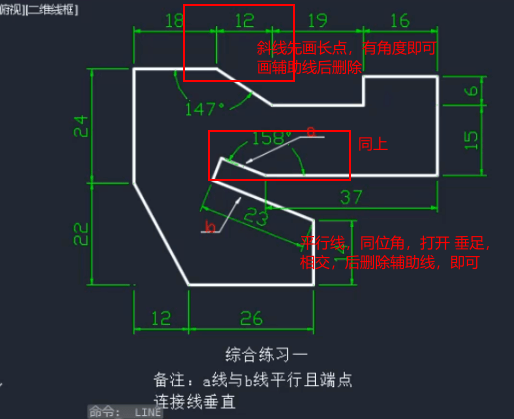 俯视][二维线框]
18 12 19 16
斜线先画长点，有角度即可
画辅助线后删除
147°
6
24
158° a
同上
15
37
23
b
平行线，同位角，打开 垂足，
相交，后删除辅助线，即可
22
14
12 26
综合练习一
备注：a线与b线平行且端点
连接线垂直
命令： LINE